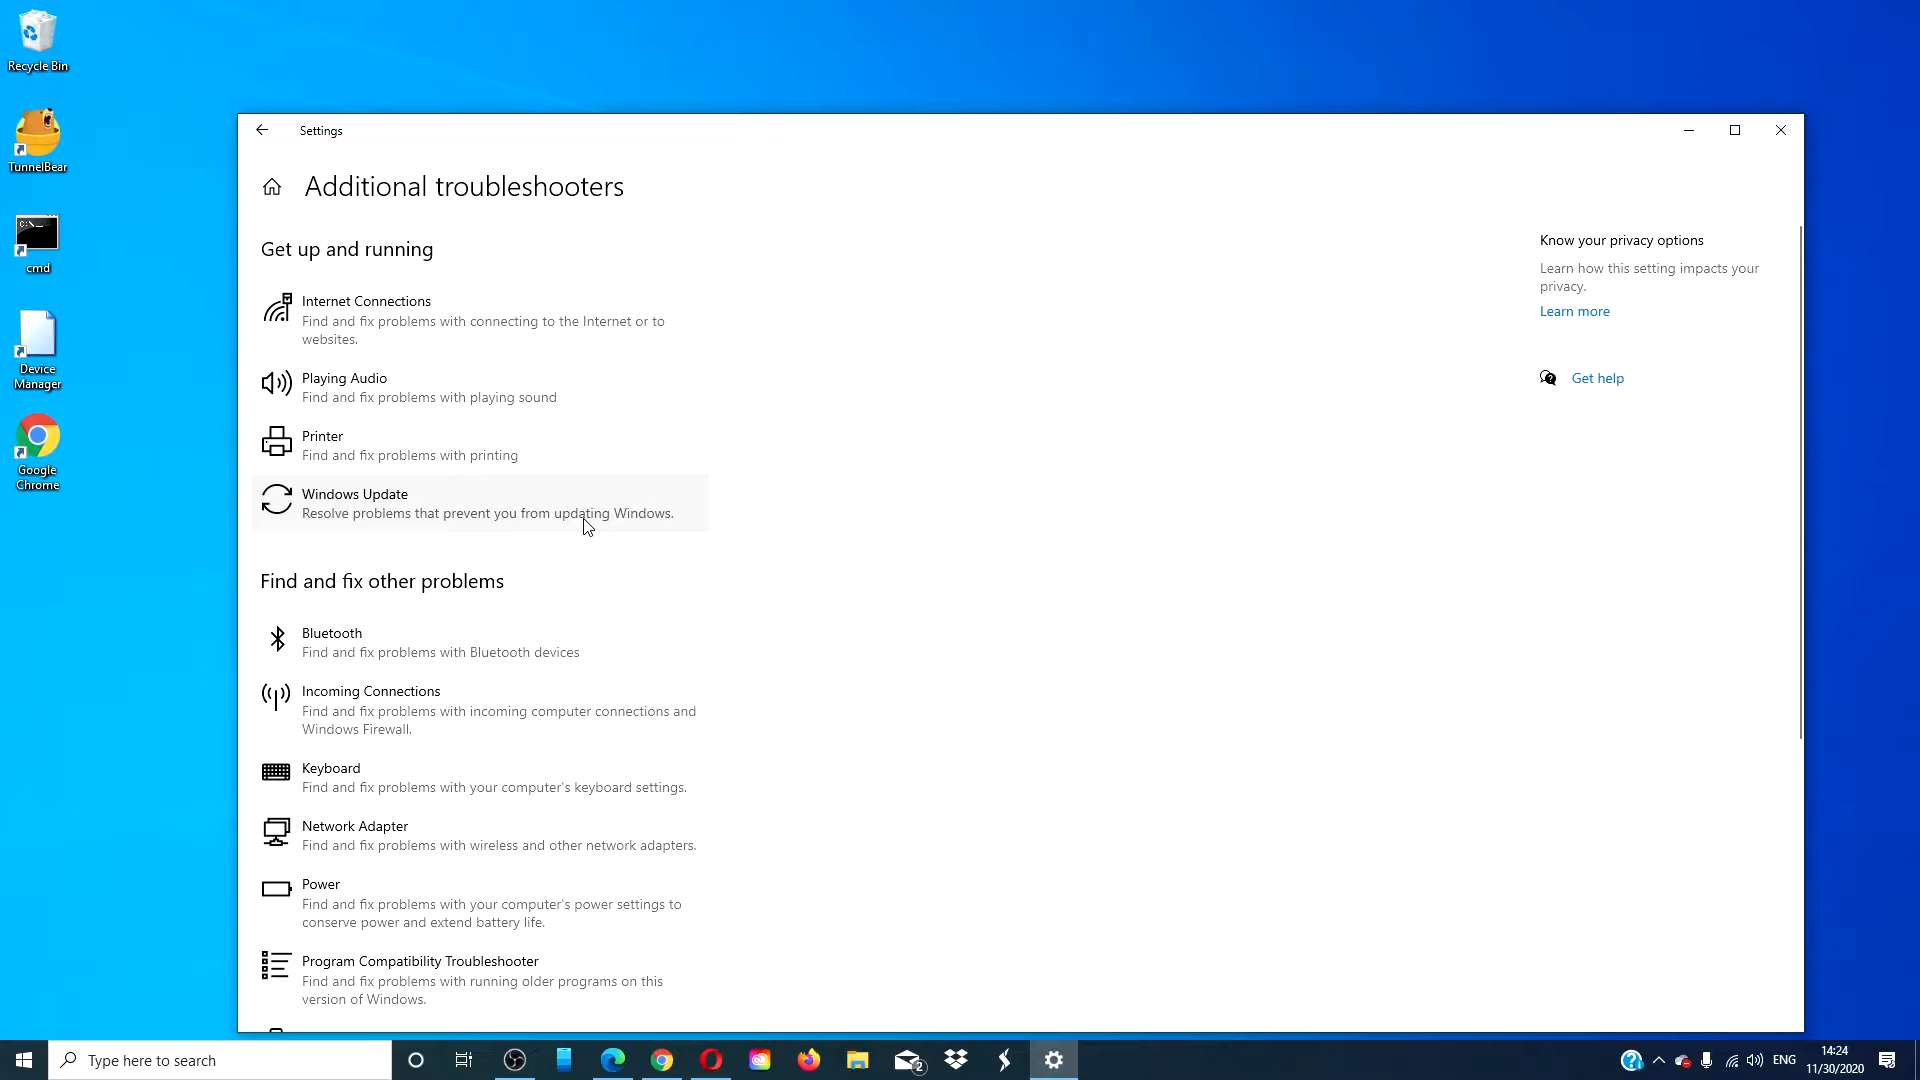 Recycle Bin
TunnelBear
cmd
Device
Manager
Google
Chrome
Settings
Additional troubleshooters
Get up and running
Internet Connections
Find and fix problems with connecting to the Internet or to
websites.
Playing Audio
Find and fix problems with playing sound
Printer
Find and fix problems with printing
Windows Update
Resolve problems that prevent you from updating Windows.
Find and fix other problems
Bluetooth
Find and fix problems with Bluetooth devices
Incoming Connections
Find and fix problems with incoming computer connections and
Windows Firewall.
Keyboard
Find and fix problems with your computer's keyboard settings.
Network Adapter
Find and fix problems with wireless and other network adapters.
Power
Find and fix problems with your computer's power settings to
conserve power and extend battery life.
Program Compatibility Troubleshooter
Find and fix problems with running older programs on this
version of Windows.
Know your privacy options
Learn how this setting impacts your
privacy.
Learn more
Get help
Type here to search
2
ENG
14:24
11/30/2020